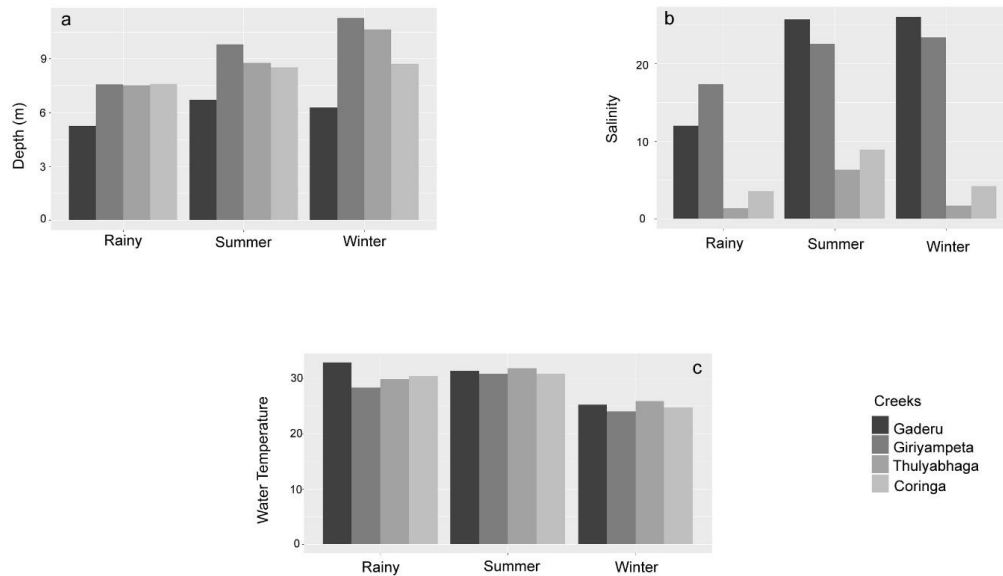 a
9
6
3
0
Depth (m)
Rainy Summer Winter
b
20
10
0
Salinity
Rainy Summer Winter
c
30
20
10
0
Water Temperature
Rainy Summer Winter
Creeks
Gaderu
Giriyampeta
Thulyabhaga
Coringa